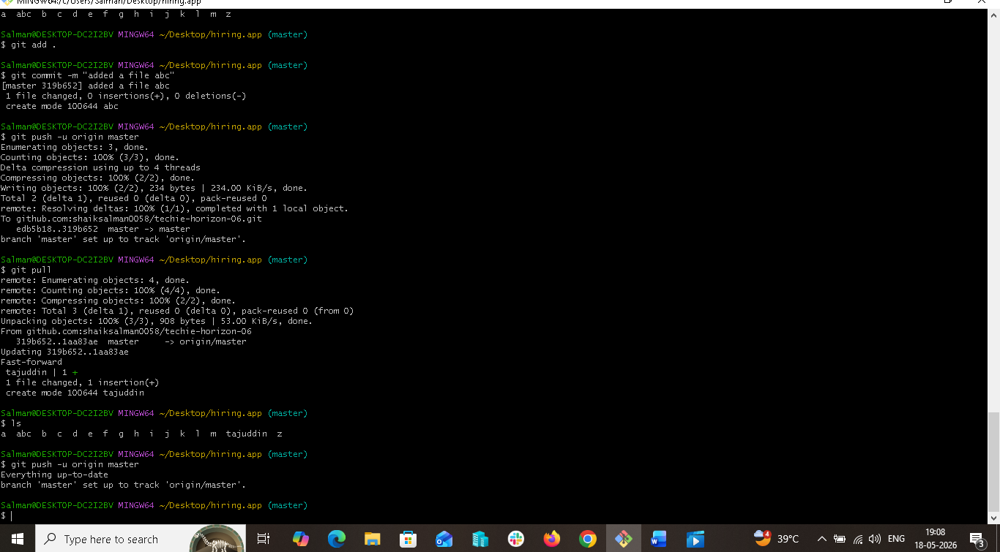 MINGW64:/c/Users/Salman/Desktop/hiring.app
a abc b c d e f g h i j k l m z
Salman@DESKTOP-DC2I2BV MINGW64 ~/Desktop/hiring.app (master)
$ git add .
Salman@DESKTOP-DC2I2BV MINGW64 ~/Desktop/hiring.app (master)
$ git commit -m "added a file abc"
[master 319b652] added a file abc
1 file changed, 0 insertions(+), 0 deletions(-)
create mode 100644 abc
Salman@DESKTOP-DC2I2BV MINGW64 ~/Desktop/hiring.app (master)
$ git push -u origin master
Enumerating objects: 3, done.
Counting objects: 100% (3/3), done.
Delta compression using up to 4 threads
Compressing objects: 100% (2/2), done.
Writing objects: 100% (2/2), 234 bytes | 234.00 KiB/s, done.
Total 2 (delta 1), reused 0 (delta 0), pack-reused 0
remote: Resolving deltas: 100% (1/1), completed with 1 local object.
To github.com:shaiksalman0058/techie-horizon-06.git
edb5b18..319b652 master -> master
branch 'master' set up to track 'origin/master'.
Salman@DESKTOP-DC2I2BV MINGW64 ~/Desktop/hiring.app (master)
$ git pull
remote: Enumerating objects: 4, done.
remote: Counting objects: 100% (4/4), done.
remote: Compressing objects: 100% (2/2), done.
remote: Total 3 (delta 1), reused 0 (delta 0), pack-reused 0 (from 0)
Unpacking objects: 100% (3/3), 908 bytes | 53.00 KiB/s, done.
From github.com:shaiksalman0058/techie-horizon-06
319b652..1aa83ae master -> origin/master
Updating 319b652..1aa83ae
Fast-forward
tajuddin | 1 +
1 file changed, 1 insertion(+)
create mode 100644 tajuddin
Salman@DESKTOP-DC2I2BV MINGW64 ~/Desktop/hiring.app (master)
$ ls
a abc b c d e f g h i j k l m tajuddin z
Salman@DESKTOP-DC2I2BV MINGW64 ~/Desktop/hiring.app (master)
$ git push -u origin master
Everything up-to-date
branch 'master' set up to track 'origin/master'.
Salman@DESKTOP-DC2I2BV MINGW64 ~/Desktop/hiring.app (master)
$
Type here to search
4
39°C
ENG
19:08
18-05-2026
3